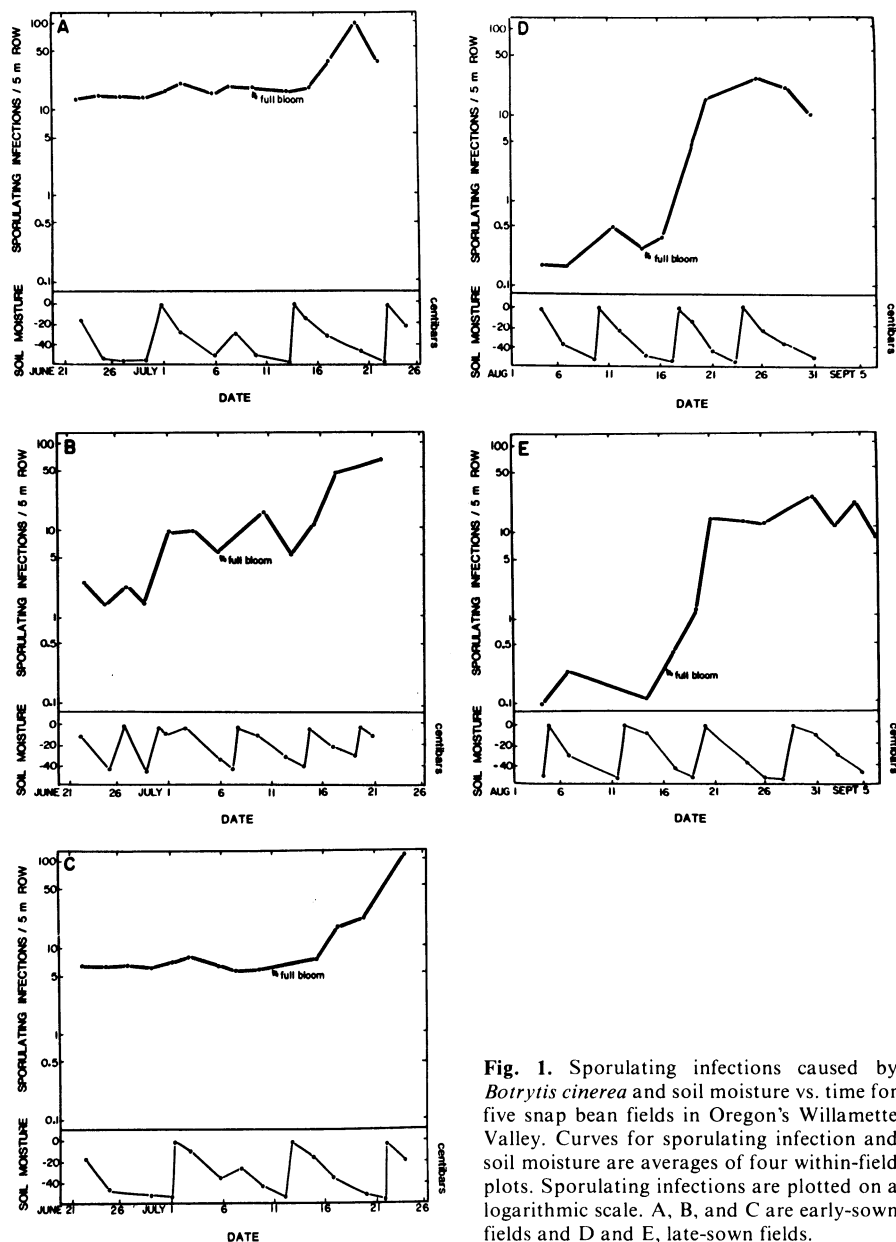 A
SPORULATING INFECTIONS / 5 m ROW
100
50
10
5
1
0.5
0.1
full bloom
SOIL MOISTURE
0
-20
-40
centibars
JUNE 21 26 JULY 1 6 11 16 21 26
DATE
B
SPORULATING INFECTIONS / 5 m ROW
100
50
10
5
1
0.5
0.1
full bloom
SOIL MOISTURE
0
-20
-40
centibars
JUNE 21 26 JULY 1 6 11 16 21 26
DATE
C
SPORULATING INFECTIONS / 5 m ROW
100
50
10
5
1
0.5
0.1
full bloom
SOIL MOISTURE
0
-20
-40
centibars
JUNE 21 26 JULY 1 6 11 16 21 26
DATE
D
SPORULATING INFECTIONS / 5 m ROW
100
50
10
5
1
0.5
0.1
full bloom
SOIL MOISTURE
0
-20
-40
centibars
AUG 1 6 11 16 21 26 31 SEPT 5
DATE
E
SPORULATING INFECTIONS / 5 m ROW
100
50
10
5
1
0.5
0.1
full bloom
SOIL MOISTURE
0
-20
-40
centibars
AUG 1 6 11 16 21 26 31 SEPT 5
DATE
Fig. 1. Sporulating infections caused by
Botrytis cinerea and soil moisture vs. time for
five snap bean fields in Oregon's Willamette
Valley. Curves for sporulating infection and
soil moisture are averages of four within-field
plots. Sporulating infections are plotted on a
logarithmic scale. A, B, and C are early-sown
fields and D and E, late-sown fields.